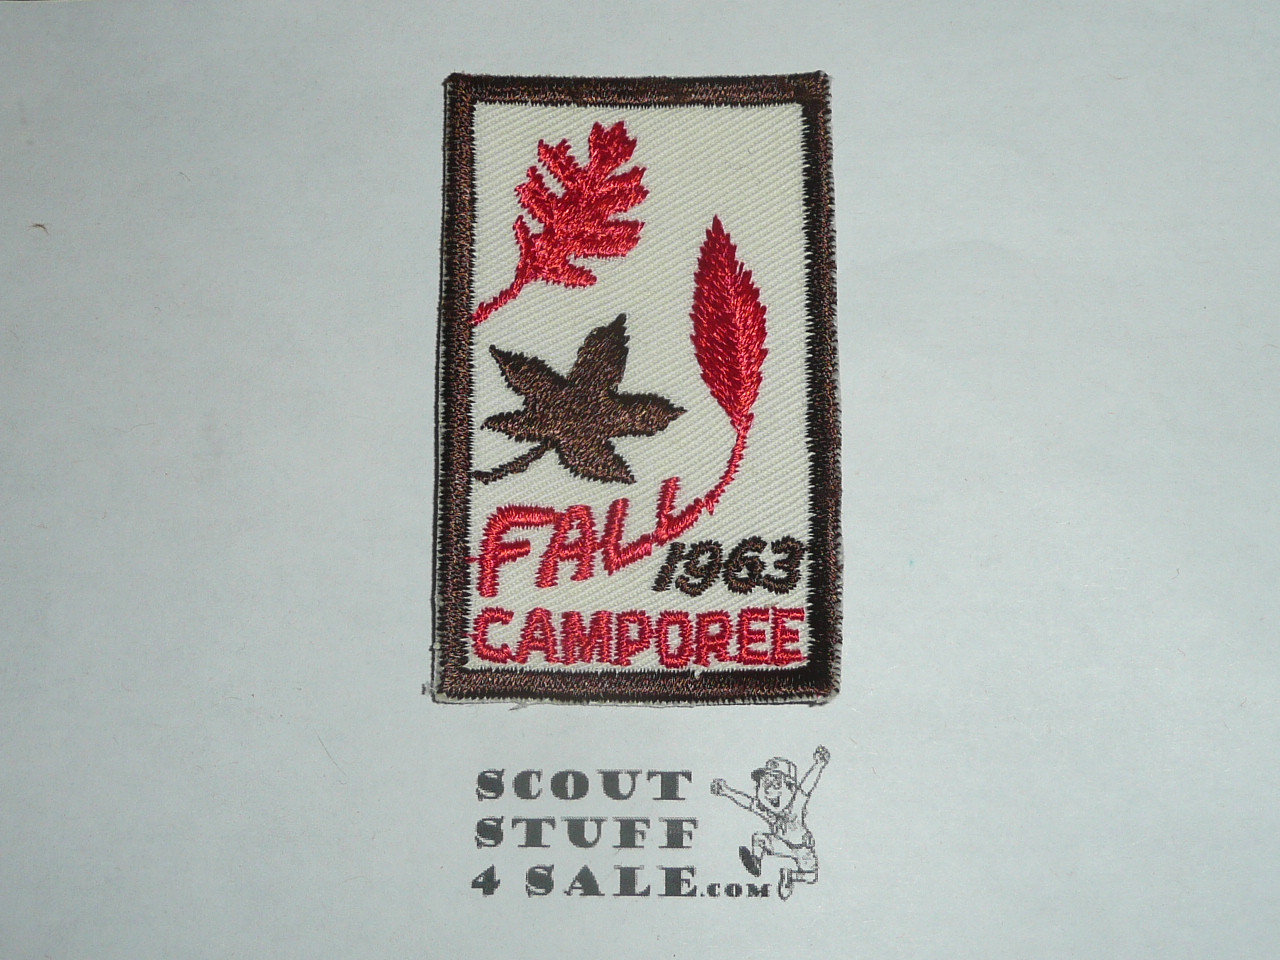 FALL
1963
CAMPOREE
SCOUT
STUFF
4 SALE.COM